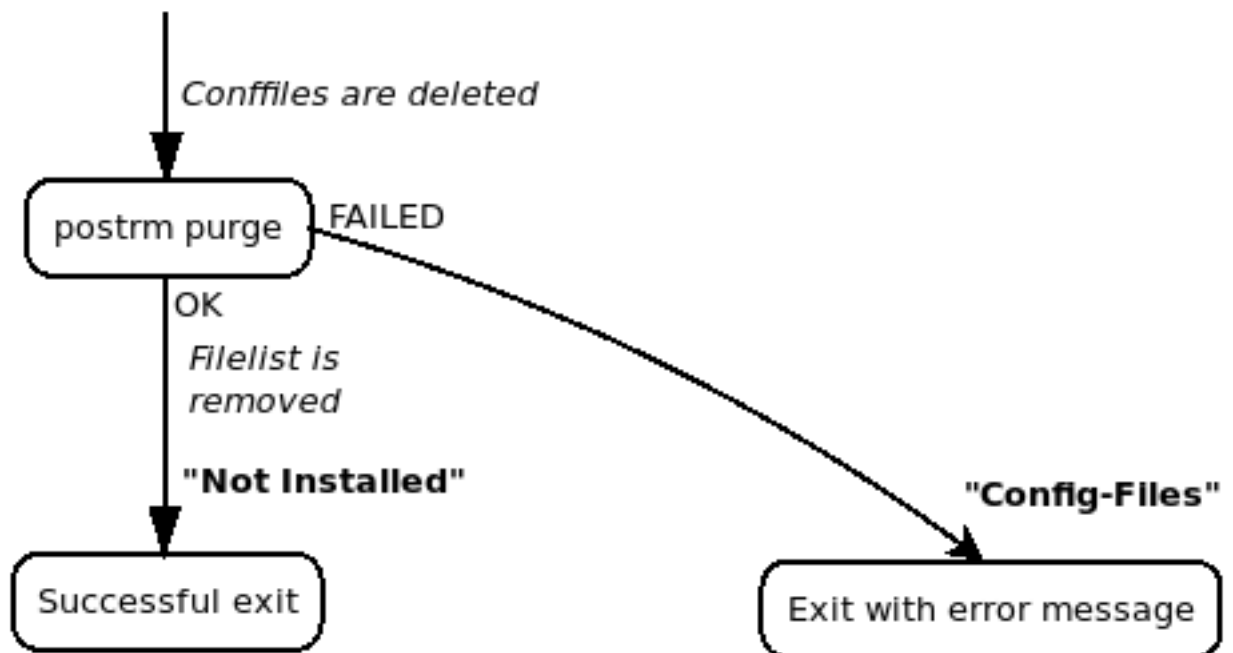 Conffiles are deleted
postrm purge
FAILED
OK
Filelist is
removed
"Not Installed"
"Config-Files"
Successful exit
Exit with error message